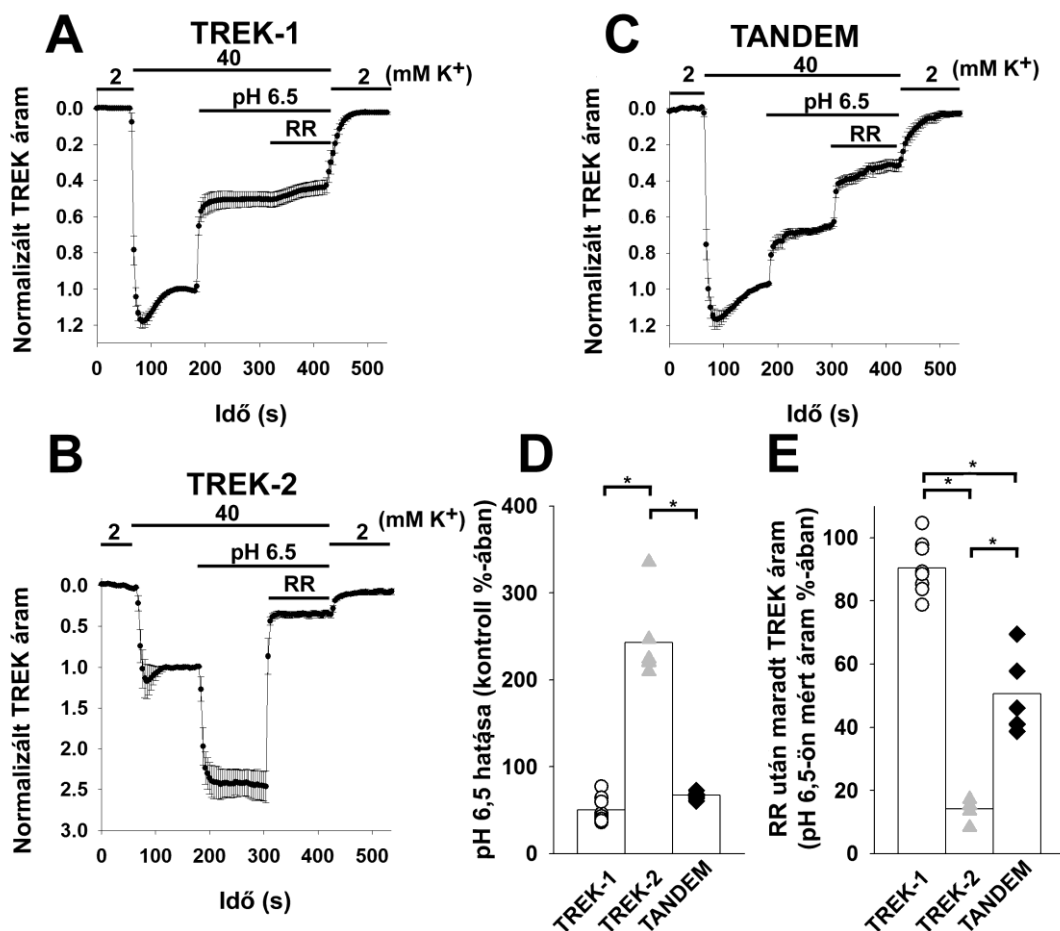 A
TREK-1
2
40
2
(mM K+)
pH 6.5
RR
Normalizált TREK áram
0.0
0.2
0.4
0.6
0.8
1.0
1.2
0
100
200
300
400
500
Idő (s)
C
TANDEM
2
40
2
(mM K+)
pH 6.5
RR
Normalizált TREK áram
0.0
0.2
0.4
0.6
0.8
1.0
1.2
0
100
200
300
400
500
Idő (s)
B
TREK-2
2
40
2
(mM K+)
pH 6.5
RR
Normalizált TREK áram
0.0
0.5
1.0
1.5
2.0
2.5
3.0
0
100
200
300
400
500
Idő (s)
D
pH 6,5 hatása (kontroll %-ában)
400
300
200
100
0
*
*
TREK-1
TREK-2
TANDEM
E
RR után maradt TREK áram
(pH 6,5-ön mért áram %-ában)
100
80
60
40
20
0
*
*
*
TREK-1
TREK-2
TANDEM